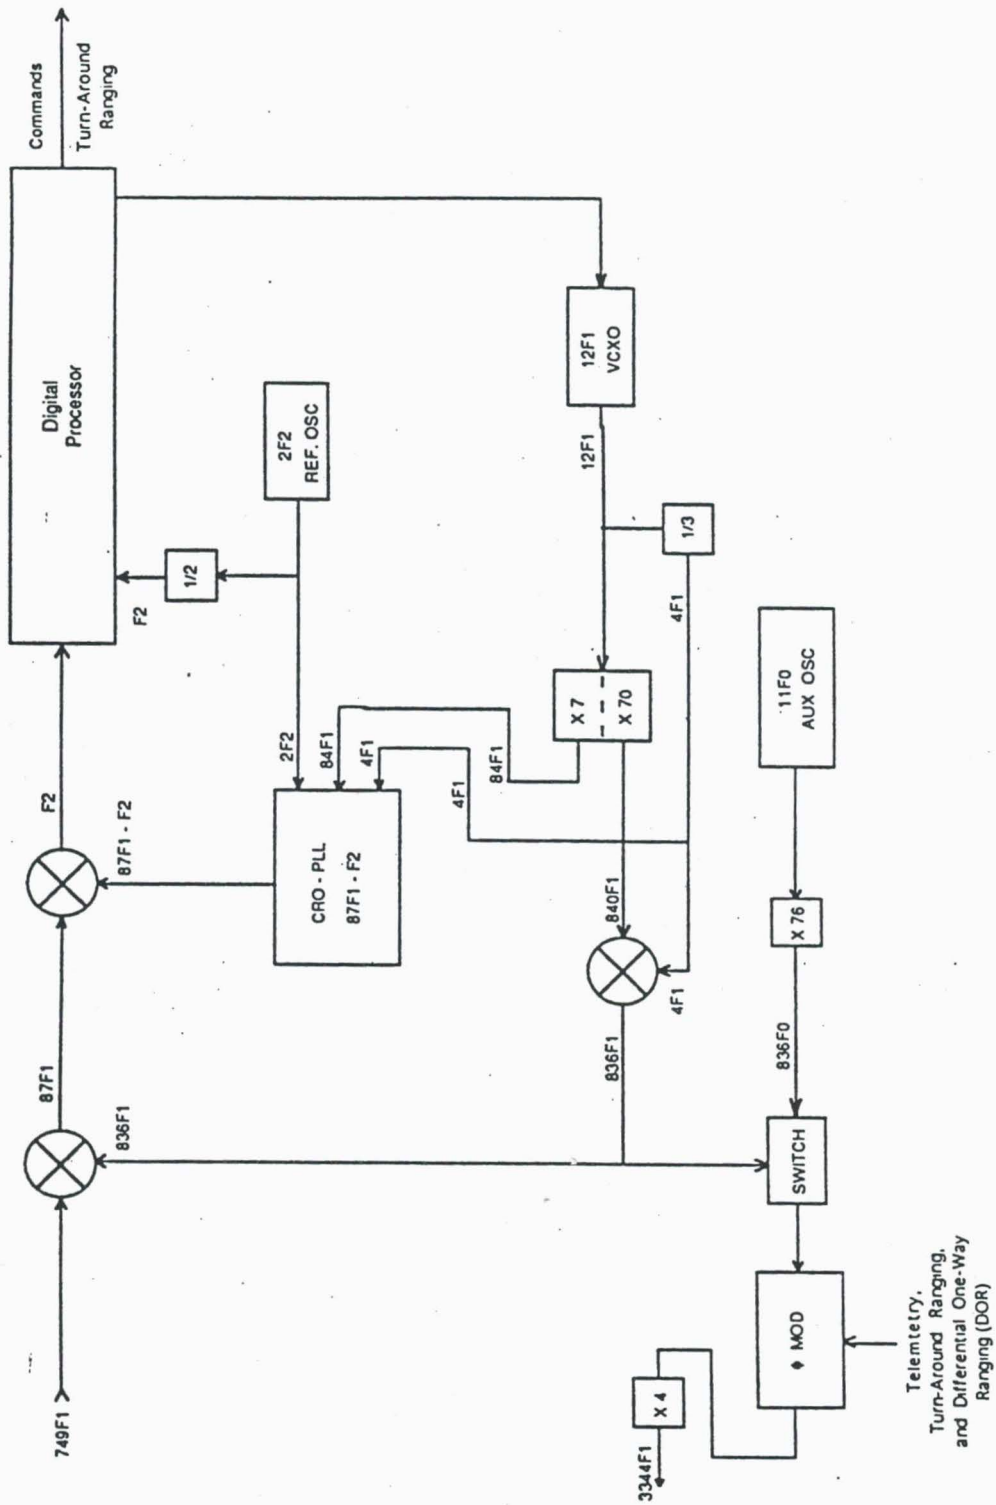 749F1
87F1
836F1
F2
87F1 - F2
Digital
Processor
Commands
Turn-Around
Ranging
F2
1/2
2F2
REF. OSC
2F2
84F1
4F1
CRO - PLL
87F1 - F2
84F1
4F1
X 7
X 70
12F1
12F1
VCXO
1/3
4F1
840F1
4F1
836F1
11F0
AUX OSC
X 76
836F0
SWITCH
Φ MOD
X 4
3344F1
Telemtetry,
Turn-Around Ranging,
and Differential One-Way
Ranging (DOR)